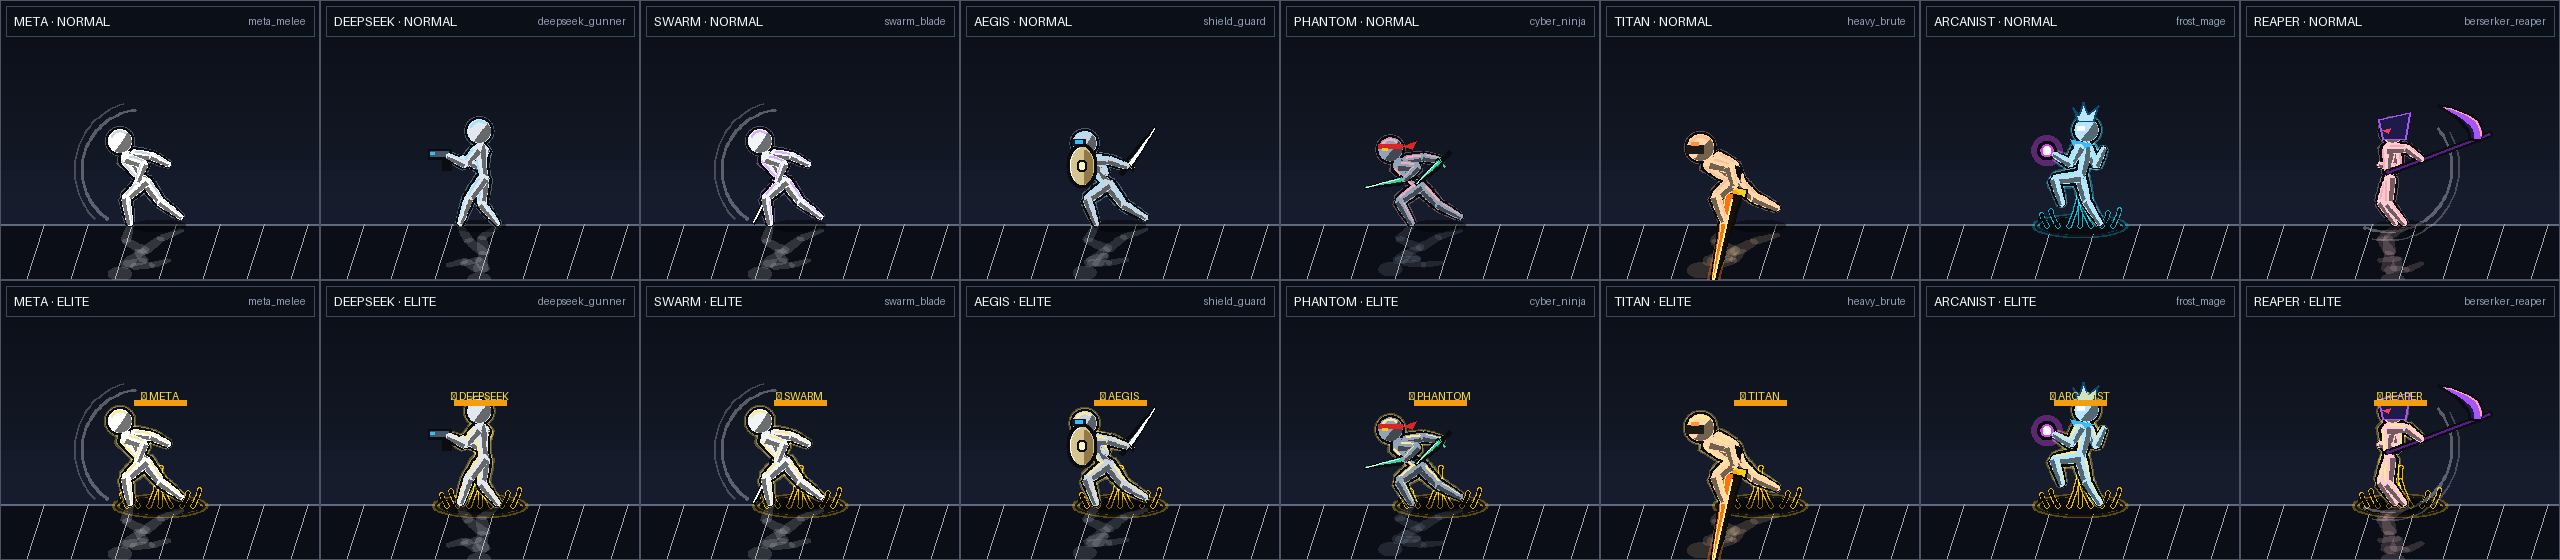 META · NORMAL meta_melee
DEEPSEEK · NORMAL deepseek_gunner
SWARM · NORMAL swarm_blade
AEGIS · NORMAL shield_guard
PHANTOM · NORMAL cyber_ninja
TITAN · NORMAL heavy_brute
ARCANIST · NORMAL frost_mage
REAPER · NORMAL berserker_reaper
META · ELITE meta_melee
DEEPSEEK · ELITE deepseek_gunner
SWARM · ELITE swarm_blade
AEGIS · ELITE shield_guard
PHANTOM · ELITE cyber_ninja
TITAN · ELITE heavy_brute
ARCANIST · ELITE frost_mage
REAPER · ELITE berserker_reaper
META
DEEPSEEK
SWARM
AEGIS
PHANTOM
TITAN
ARCANIST
REAPER